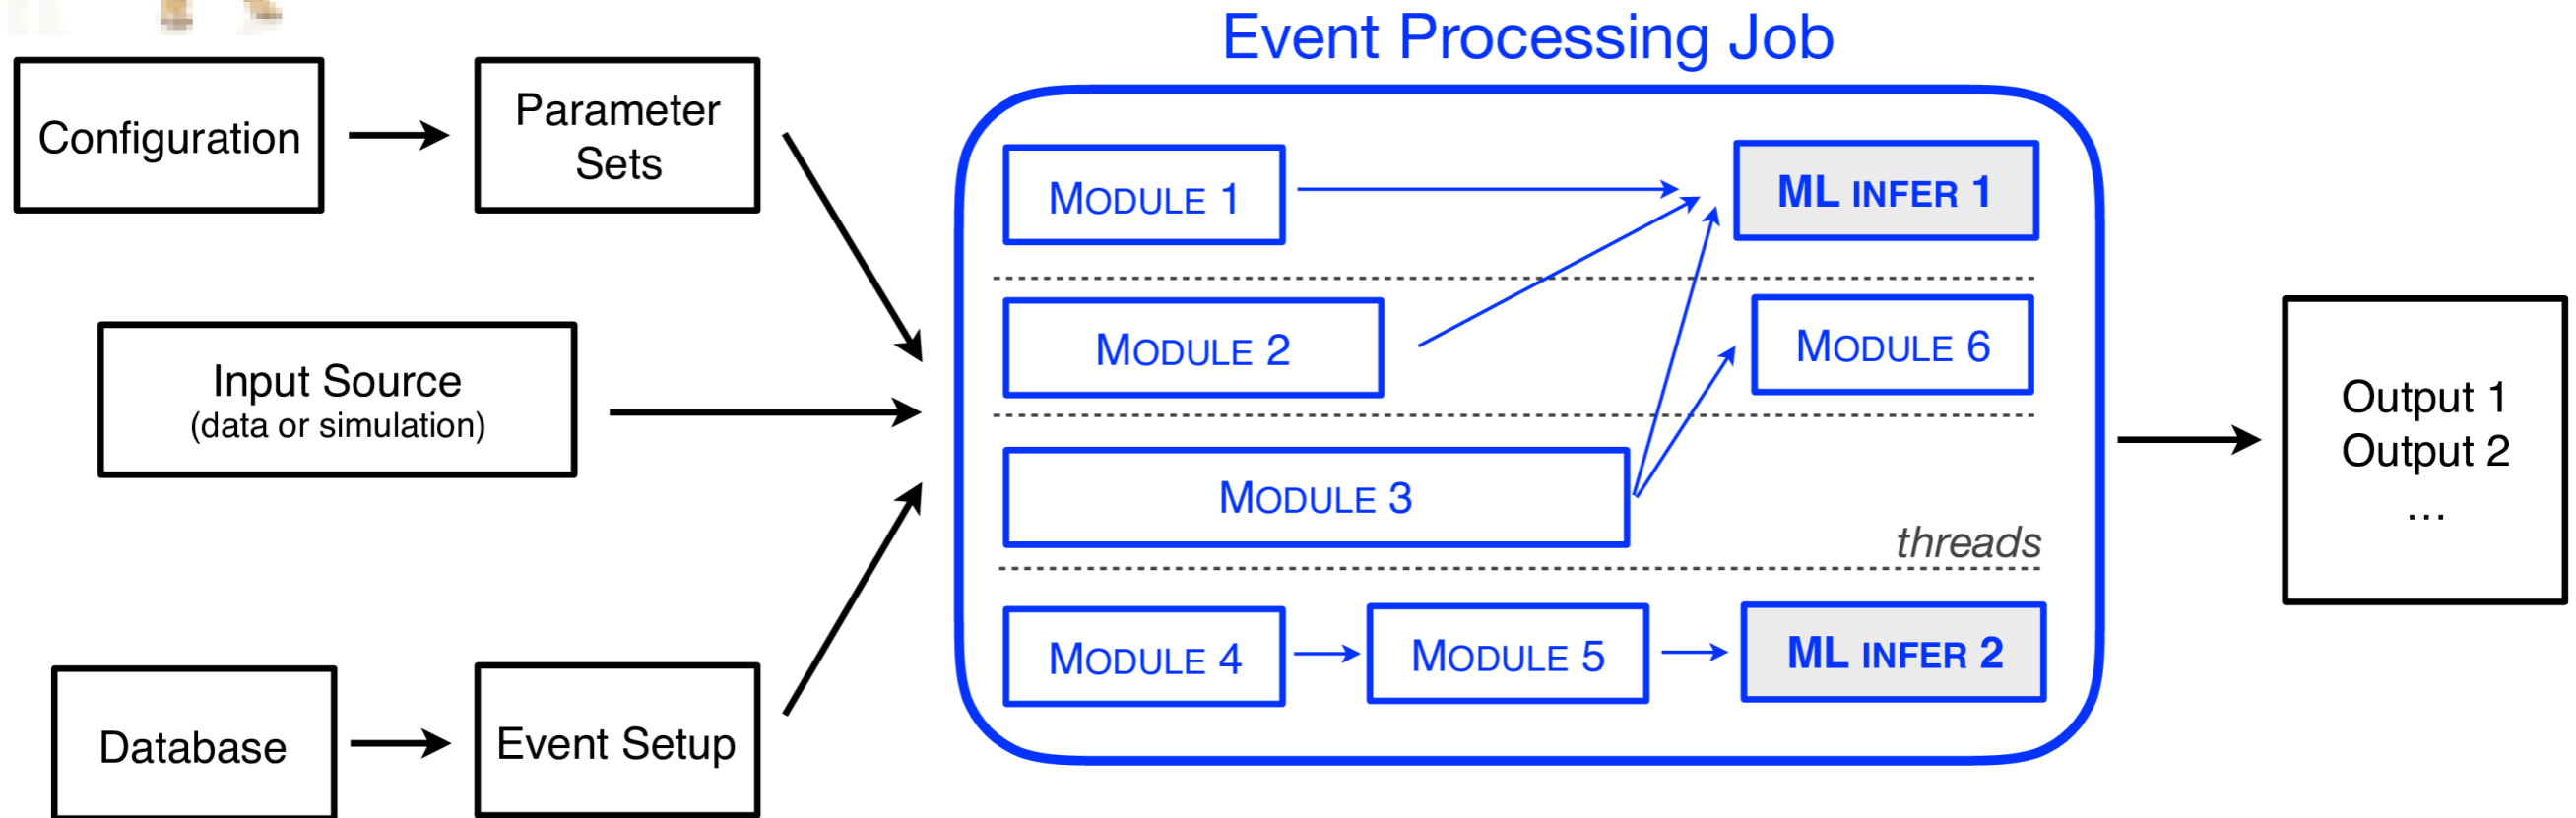 Event Processing Job
Configuration
Parameter
Sets
Input Source
(data or simulation)
Database
Event Setup
MODULE 1
ML INFER 1
MODULE 2
MODULE 6
MODULE 3
threads
MODULE 4
MODULE 5
ML INFER 2
Output 1
Output 2
...